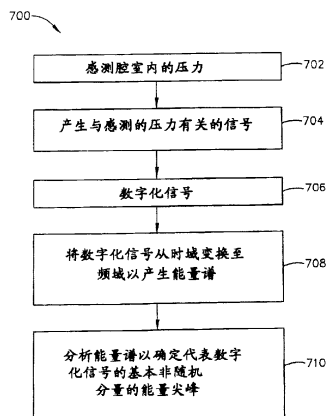 700
感测腔室内的压力
702
产生与感测的压力有关的信号
704
数字化信号
706
将数字化信号从时域变换至
频域以产生能量谱
708
分析能量谱以确定代表数字
化信号的基本非随机
分量的能量尖峰
710